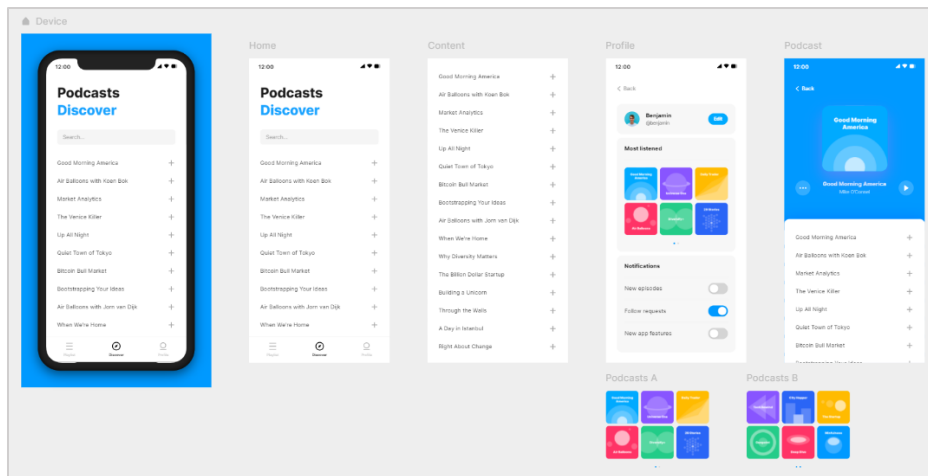 Device
12:00
Podcasts
Discover
Search...
Good Morning America
Air Balloons with Koen Bok
Market Analytics
The Venice Killer
Up All Night
Quiet Town of Tokyo
Bitcoin Bull Market
Bootstrapping Your Ideas
Air Balloons with Jorn van Dijk
When We're Home
Discover
Home
12:00
Podcasts
Discover
Search...
Good Morning America
Air Balloons with Koen Bok
Market Analytics
The Venice Killer
Up All Night
Quiet Town of Tokyo
Bitcoin Bull Market
Bootstrapping Your Ideas
Air Balloons with Jorn van Dijk
When We're Home
Discover
Content
Good Morning America
Air Balloons with Koen Bok
Market Analytics
The Venice Killer
Up All Night
Quiet Town of Tokyo
Bitcoin Bull Market
Bootstrapping Your Ideas
Air Balloons with Jorn van Dijk
When We're Home
Why Diversity Matters
The Billion Dollar Startup
Building a Unicorn
Through the Walls
A Day in Istanbul
Right About Change
Profile
12:00
Back
Benjamin
@benjamin
Edit
Most listened
Good Morning
America
Notifications
New episodes
Follow requests
New app features
Podcast
12:00
Back
Good Morning
America
Good Morning America
Good Morning America
Air Balloons with Koen Bok
Market Analytics
The Venice Killer
Up All Night
Quiet Town of Tokyo
Bitcoin Bull Market
Bootstrapping Your Ideas
Podcasts A
Good Morning
America
Podcasts B